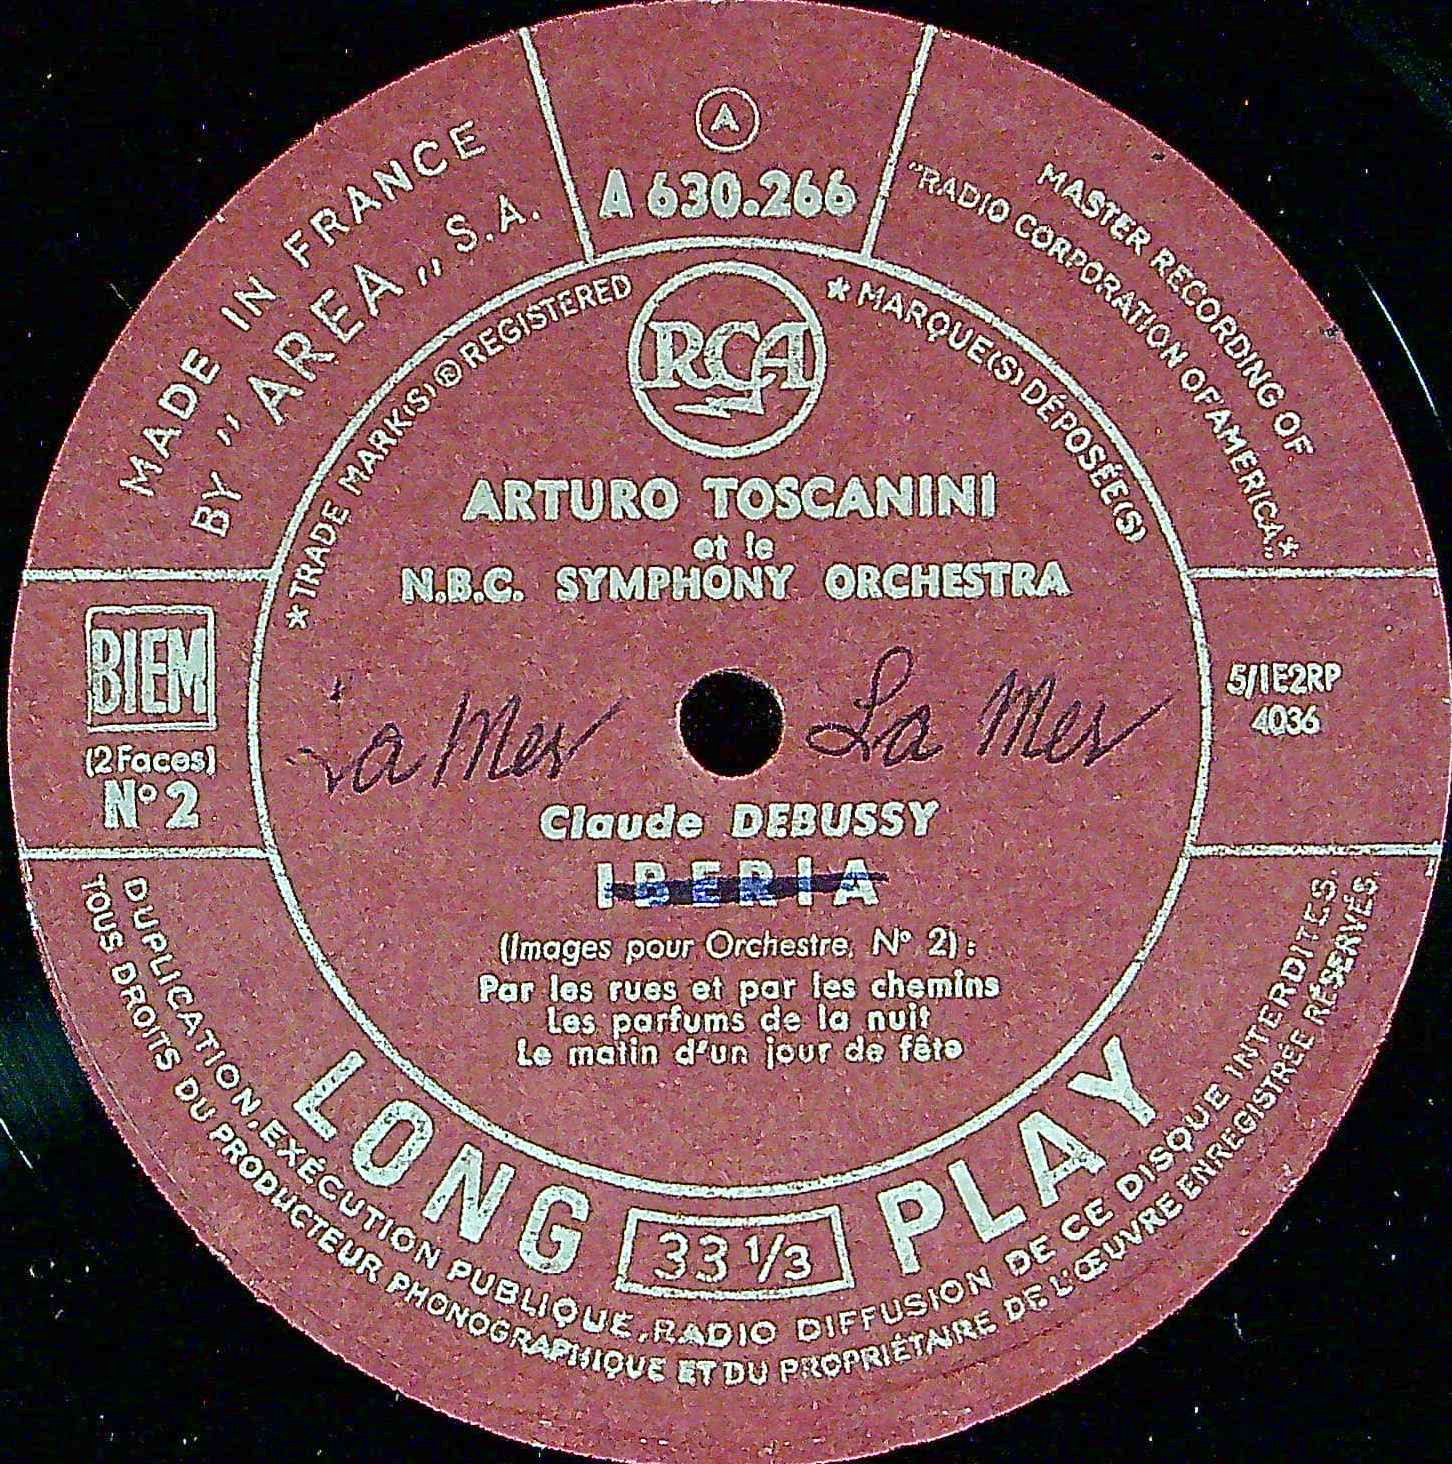 A
A 630.266
MADE IN FRANCE
BY "AREA" S.A.
MASTER RECORDING OF
"RADIO CORPORATION OF AMERICA"*
*TRADE MARK(S) ® REGISTERED
*MARQUE(S) DÉPOSÉE(S)
RCA
ARTURO TOSCANINI
et le
N.B.C. SYMPHONY ORCHESTRA
BIEM
(2 Faces)
N° 2
La Mer
La Mer
5/1E2RP
4036
Claude DEBUSSY
IBERIA
(Images pour Orchestre, N° 2) :
Par les rues et par les chemins
Les parfums de la nuit
Le matin d'un jour de fête
LONG 33 1/3 PLAY
DUPLICATION, EXÉCUTION PUBLIQUE, RADIO DIFFUSION DE CE DISQUE INTERDITES.
TOUS DROITS DU PRODUCTEUR PHONOGRAPHIQUE ET DU PROPRIÉTAIRE DE L'ŒUVRE ENREGISTRÉE RÉSERVÉS.